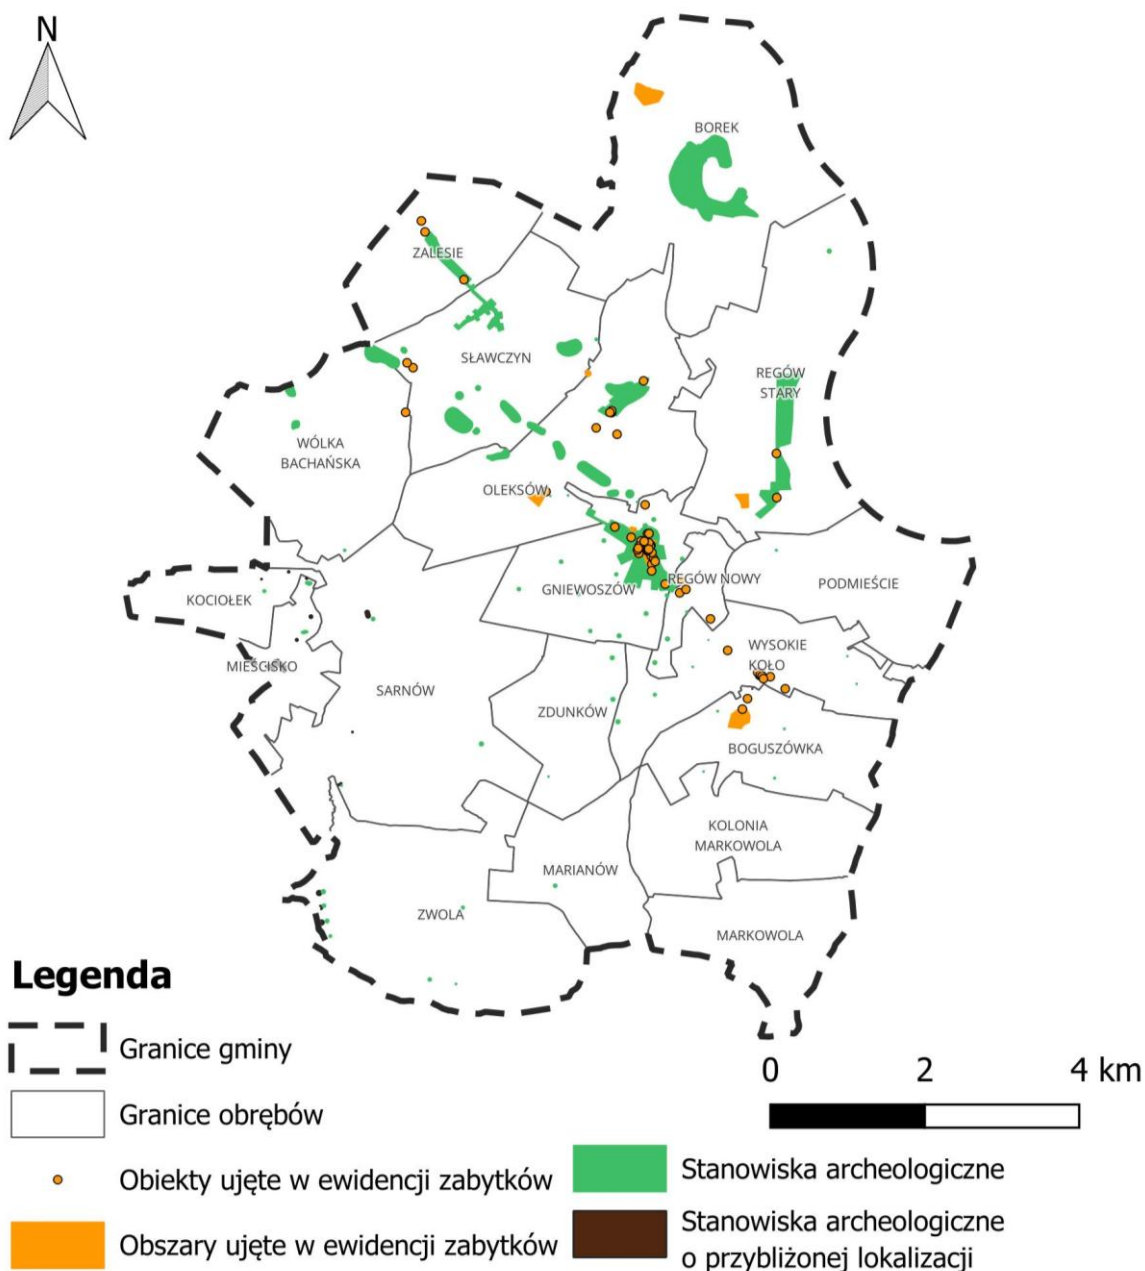 N
BOREK
ZALESIE
SŁAWCZYN
REGÓW
STARY
WÓLKA
BACHAŃSKA
OLEKSÓW
GNIEWOSZÓW
REGÓW NOWY
PODMIEŚCIE
KOCIOŁEK
MIEŚCISKO
SARNÓW
WYSOKIE
KOŁO
ZDUNKÓW
BOGUSZÓWKA
KOLONIA
MARKOWOLA
MARIANÓW
ZWOLA
MARKOWOLA
Legenda
Granice gminy
Granice obrębów
Obiekty ujęte w ewidencji zabytków
Obszary ujęte w ewidencji zabytków
0 2 4 km
Stanowiska archeologiczne
Stanowiska archeologiczne
o przybliżonej lokalizacji